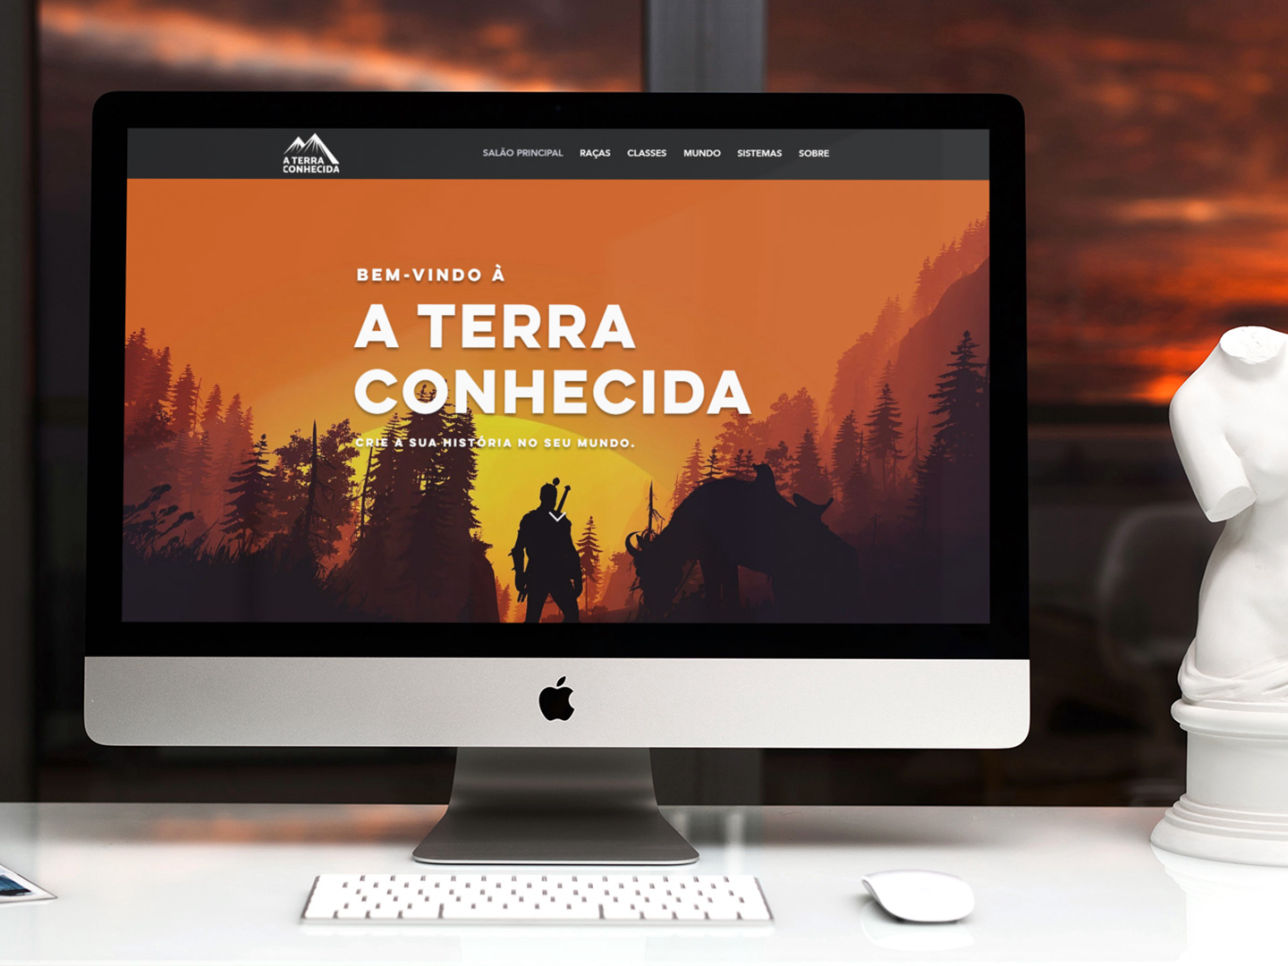 A TERRA
CONHECIDA
SALÃO PRINCIPAL RAÇAS CLASSES MUNDO SISTEMAS SOBRE
BEM-VINDO À
A TERRA
CONHECIDA
CRIE A SUA HISTÓRIA NO SEU MUNDO.